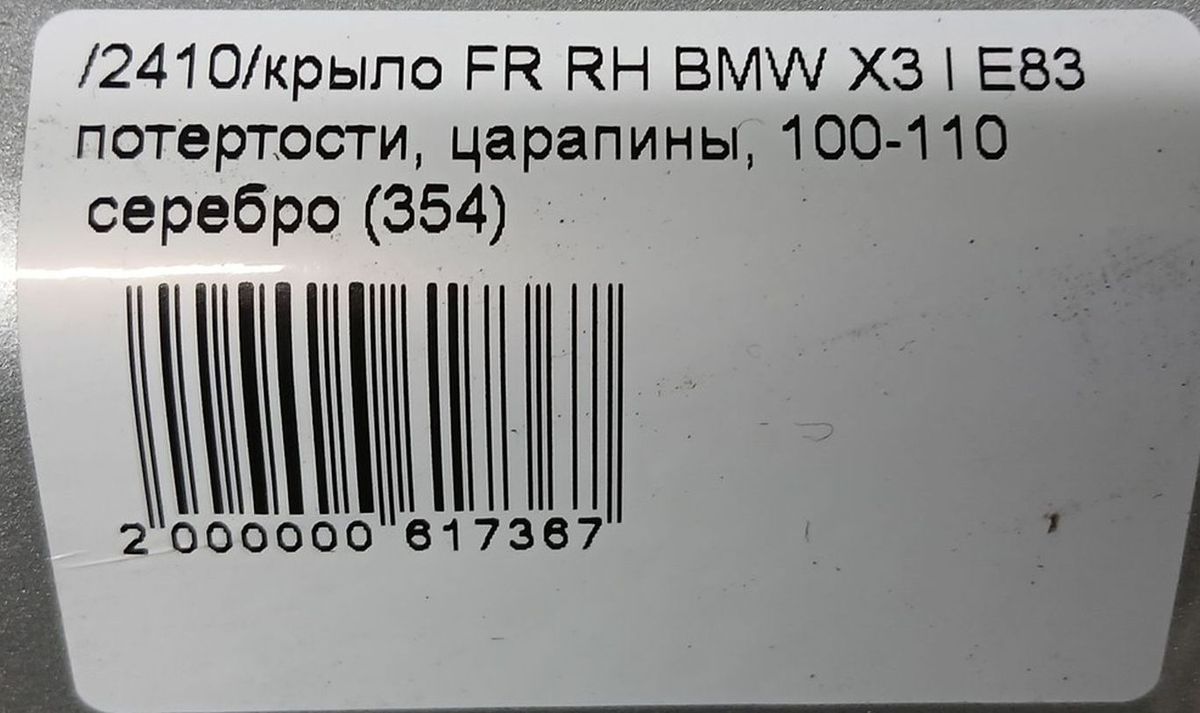 /2410/крыло FR RH BMW X3 I E83
потертости, царапины, 100-110
серебро (354)
2 000000 617367